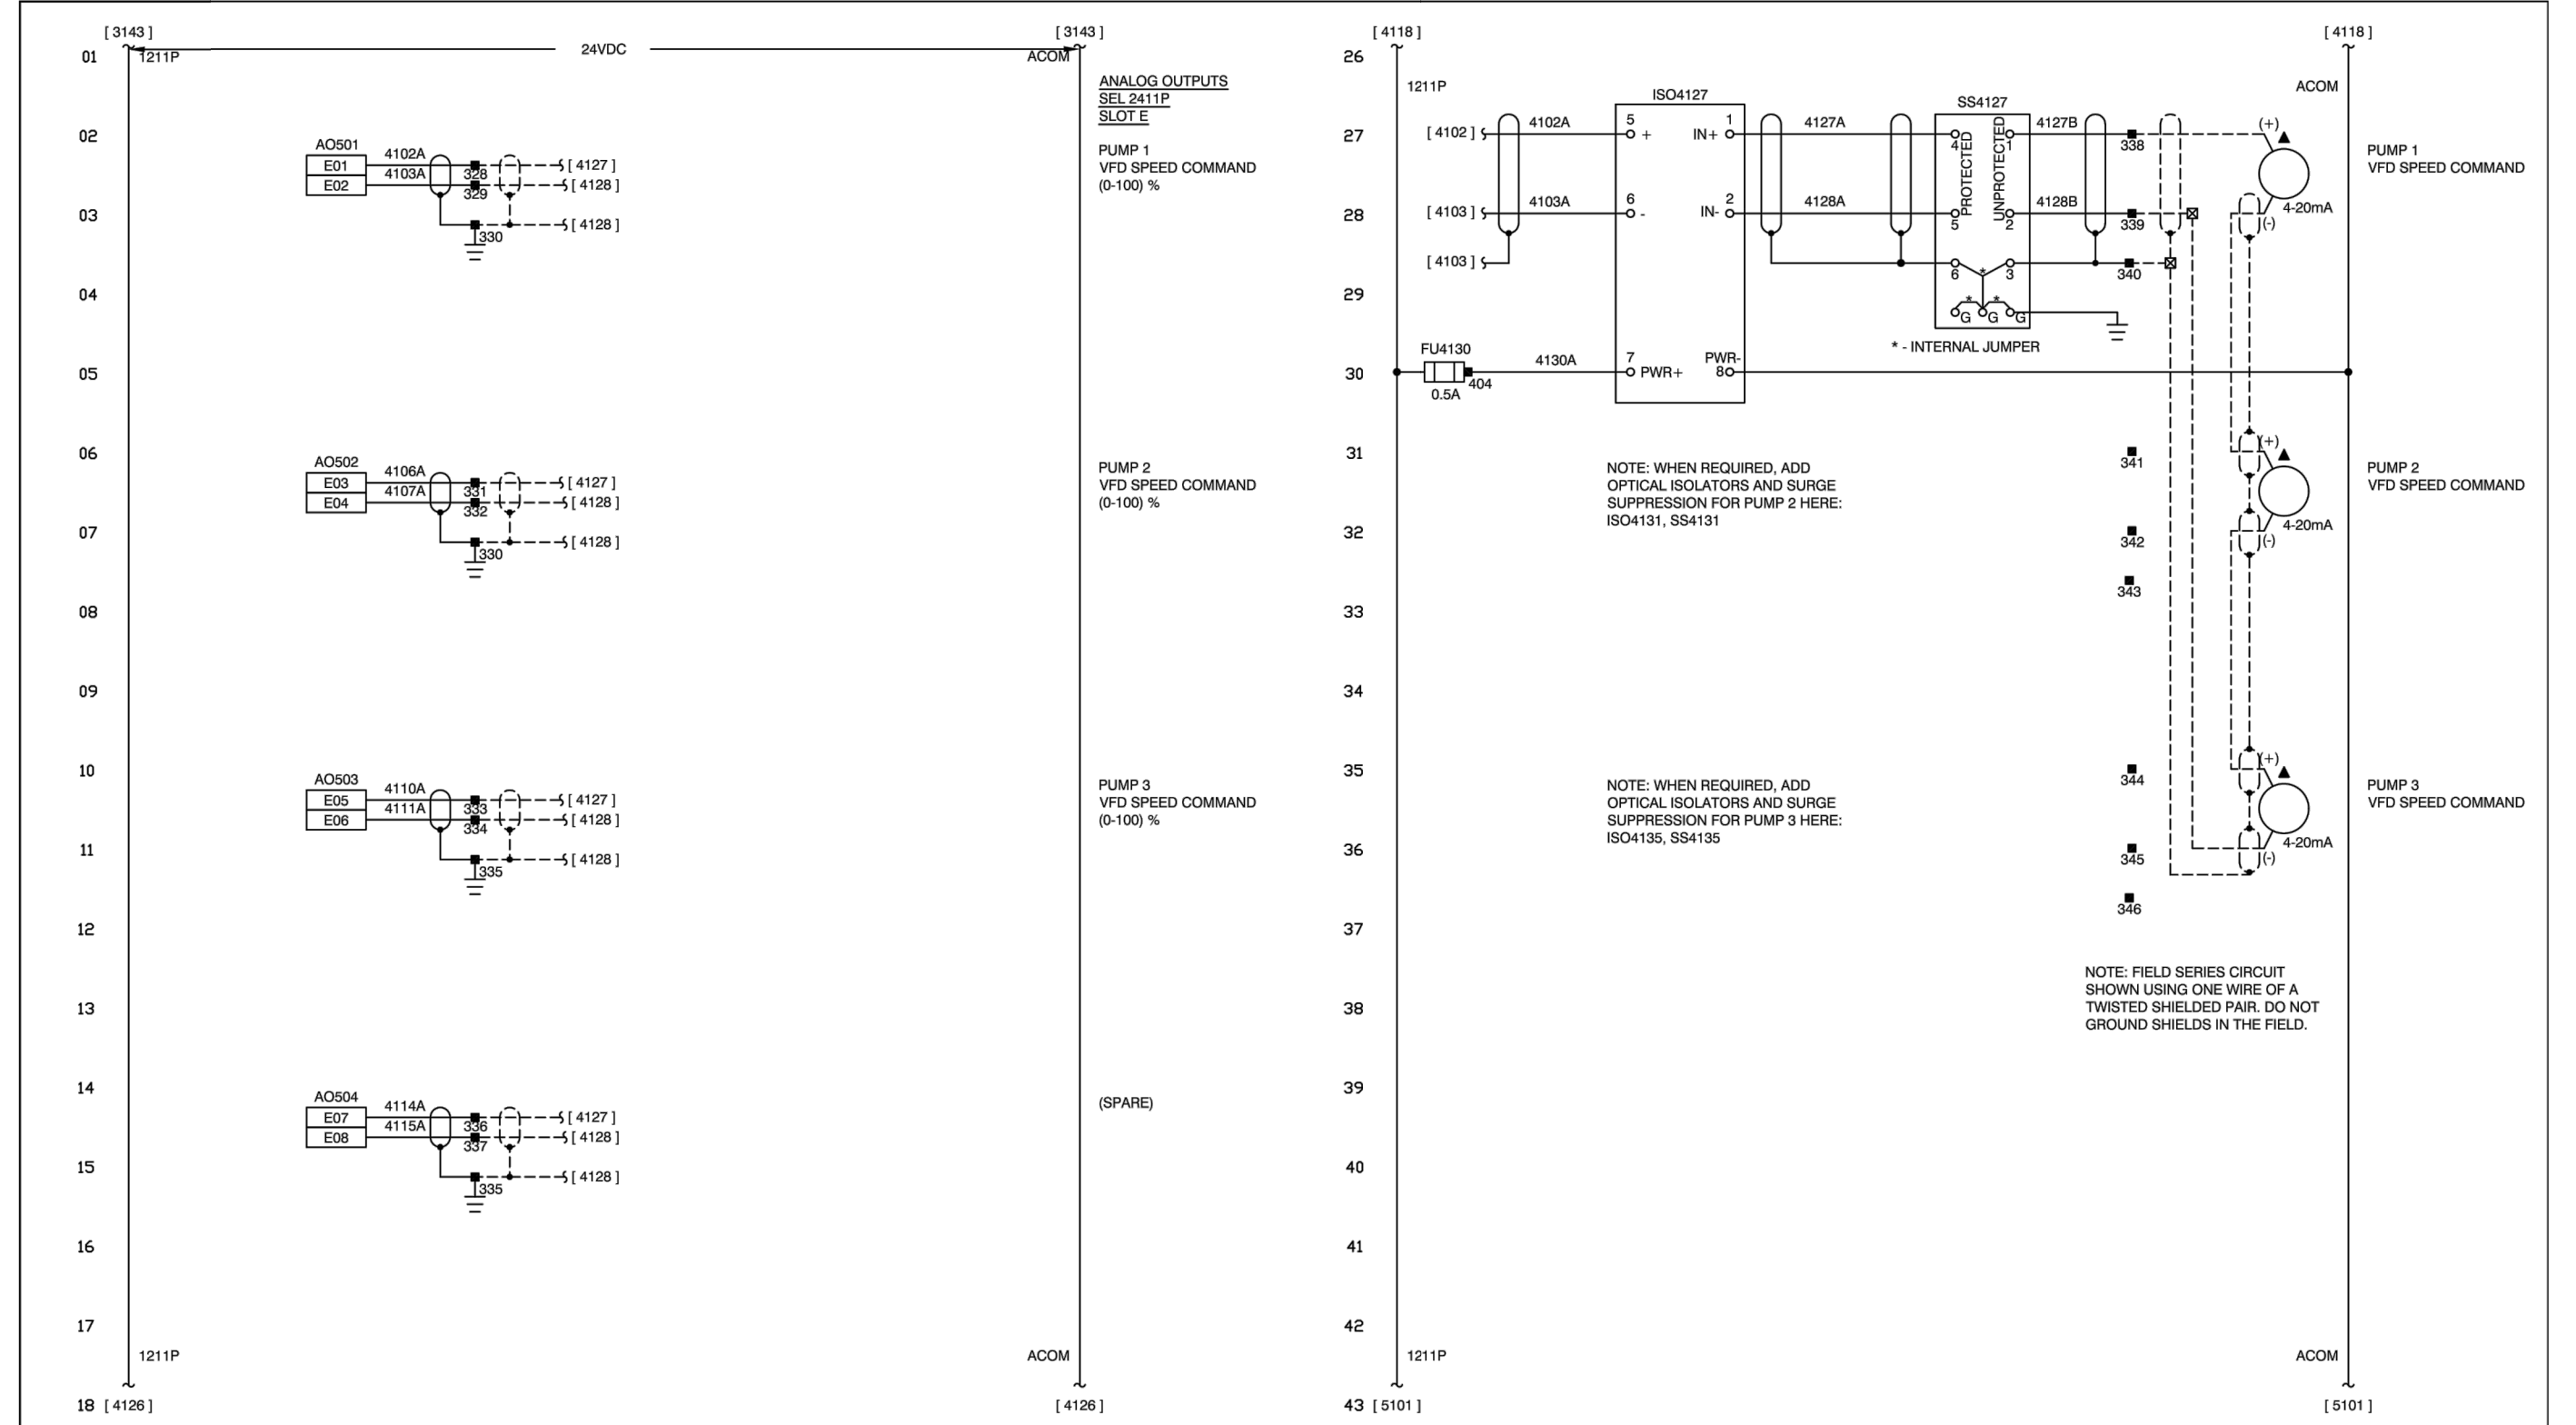 [ 3143 ]
[ 3143 ]
01
1211P
24VDC
ACOM
ANALOG OUTPUTS
SEL 2411P
SLOT E
02
AO501
E01
E02
4102A
4103A
328
329
[ 4127 ]
[ 4128 ]
PUMP 1
VFD SPEED COMMAND
(0-100) %
03
330
[ 4128 ]
04
05
06
AO502
E03
E04
4106A
4107A
331
332
[ 4127 ]
[ 4128 ]
PUMP 2
VFD SPEED COMMAND
(0-100) %
07
330
[ 4128 ]
08
09
10
AO503
E05
E06
4110A
4111A
333
334
[ 4127 ]
[ 4128 ]
PUMP 3
VFD SPEED COMMAND
(0-100) %
11
335
[ 4128 ]
12
13
14
AO504
E07
E08
4114A
4115A
336
337
[ 4127 ]
[ 4128 ]
(SPARE)
15
335
[ 4128 ]
16
17
1211P
ACOM
18
[ 4126 ]
[ 4126 ]
[ 4118 ]
[ 4118 ]
26
1211P
ACOM
ISO4127
SS4127
27
[ 4102 ]
4102A
5
+
IN+
1
4127A
4
PROTECTED
UNPROTECTED
1
4127B
338
(+)
PUMP 1
VFD SPEED COMMAND
28
[ 4103 ]
4103A
6
-
IN-
2
4128A
5
2
4128B
339
(-)
4-20mA
[ 4103 ]
6
*
3
340
29
*
*
G
G
G
* - INTERNAL JUMPER
30
FU4130
0.5A
404
4130A
7
PWR+
PWR-
8
31
NOTE: WHEN REQUIRED, ADD
OPTICAL ISOLATORS AND SURGE
SUPPRESSION FOR PUMP 2 HERE:
ISO4131, SS4131
341
(+)
PUMP 2
VFD SPEED COMMAND
32
342
(-)
4-20mA
343
33
34
35
NOTE: WHEN REQUIRED, ADD
OPTICAL ISOLATORS AND SURGE
SUPPRESSION FOR PUMP 3 HERE:
ISO4135, SS4135
344
(+)
PUMP 3
VFD SPEED COMMAND
36
345
(-)
4-20mA
346
37
NOTE: FIELD SERIES CIRCUIT
SHOWN USING ONE WIRE OF A
TWISTED SHIELDED PAIR. DO NOT
GROUND SHIELDS IN THE FIELD.
38
39
40
41
42
1211P
ACOM
43
[ 5101 ]
[ 5101 ]